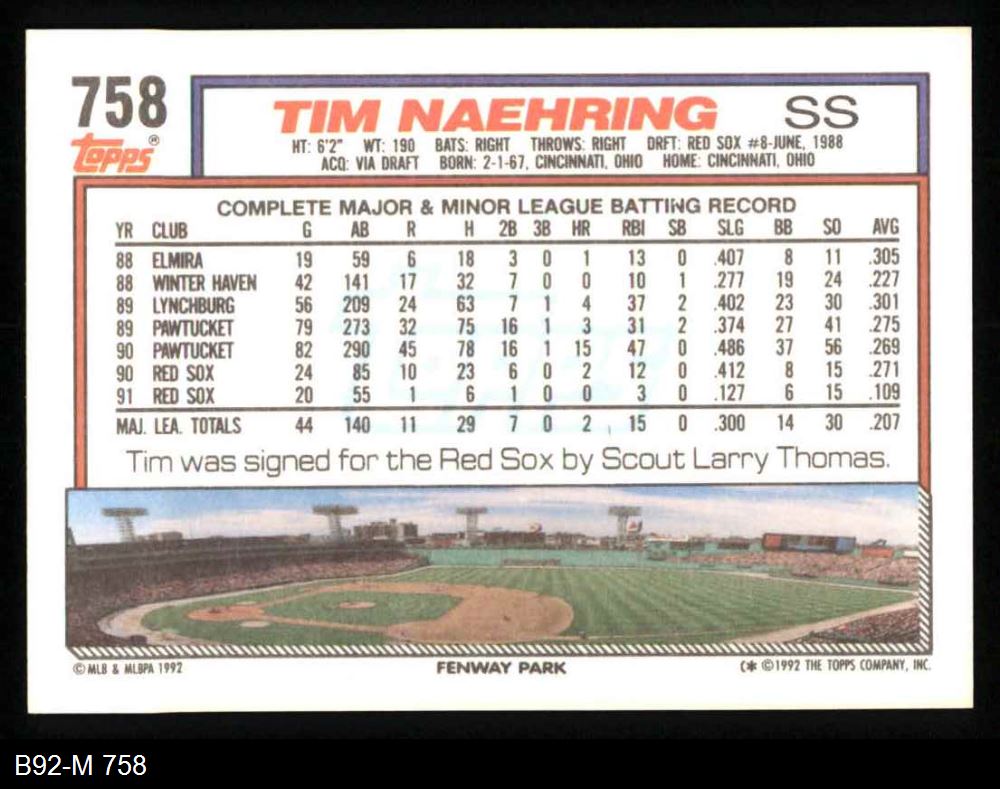 758
topps®
TIM NAEHRING SS
HT: 6'2" WT: 190 BATS: RIGHT THROWS: RIGHT DRFT: RED SOX #8-JUNE, 1988
ACQ: VIA DRAFT BORN: 2-1-67, CINCINNATI, OHIO HOME: CINCINNATI, OHIO
COMPLETE MAJOR & MINOR LEAGUE BATTING RECORD
YR CLUB G AB R H 2B 3B HR RBI SB SLG BB SO AVG
88 ELMIRA 19 59 6 18 3 0 1 13 0 .407 8 11 .305
88 WINTER HAVEN 42 141 17 32 7 0 0 10 1 .277 19 24 .227
89 LYNCHBURG 56 209 24 63 7 1 4 37 2 .402 23 30 .301
89 PAWTUCKET 79 273 32 75 16 1 3 31 2 .374 27 41 .275
90 PAWTUCKET 82 290 45 78 16 1 15 47 0 .486 37 56 .269
90 RED SOX 24 85 10 23 6 0 2 12 0 .412 8 15 .271
91 RED SOX 20 55 1 6 1 0 0 3 0 .127 6 15 .109
MAJ. LEA. TOTALS 44 140 11 29 7 0 2 15 0 .300 14 30 .207
Tim was signed for the Red Sox by Scout Larry Thomas.
© MLB & MLBPA 1992
FENWAY PARK
(* ©1992 THE TOPPS COMPANY, INC.
B92-M 758